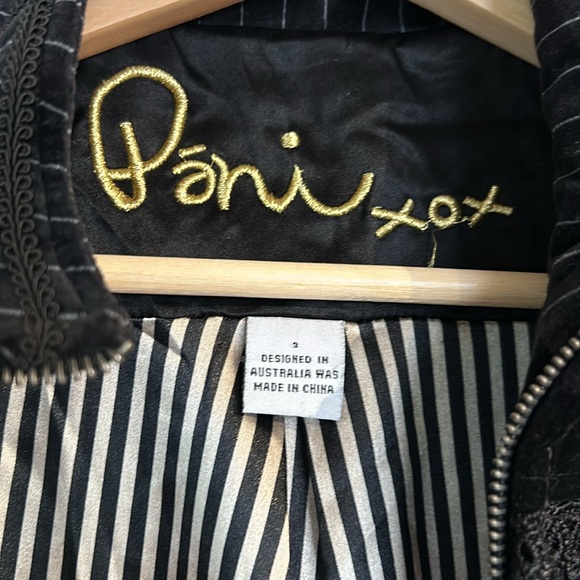 Pāni xox
3
DESIGNED IN
AUSTRALIA WAS
MADE IN CHINA